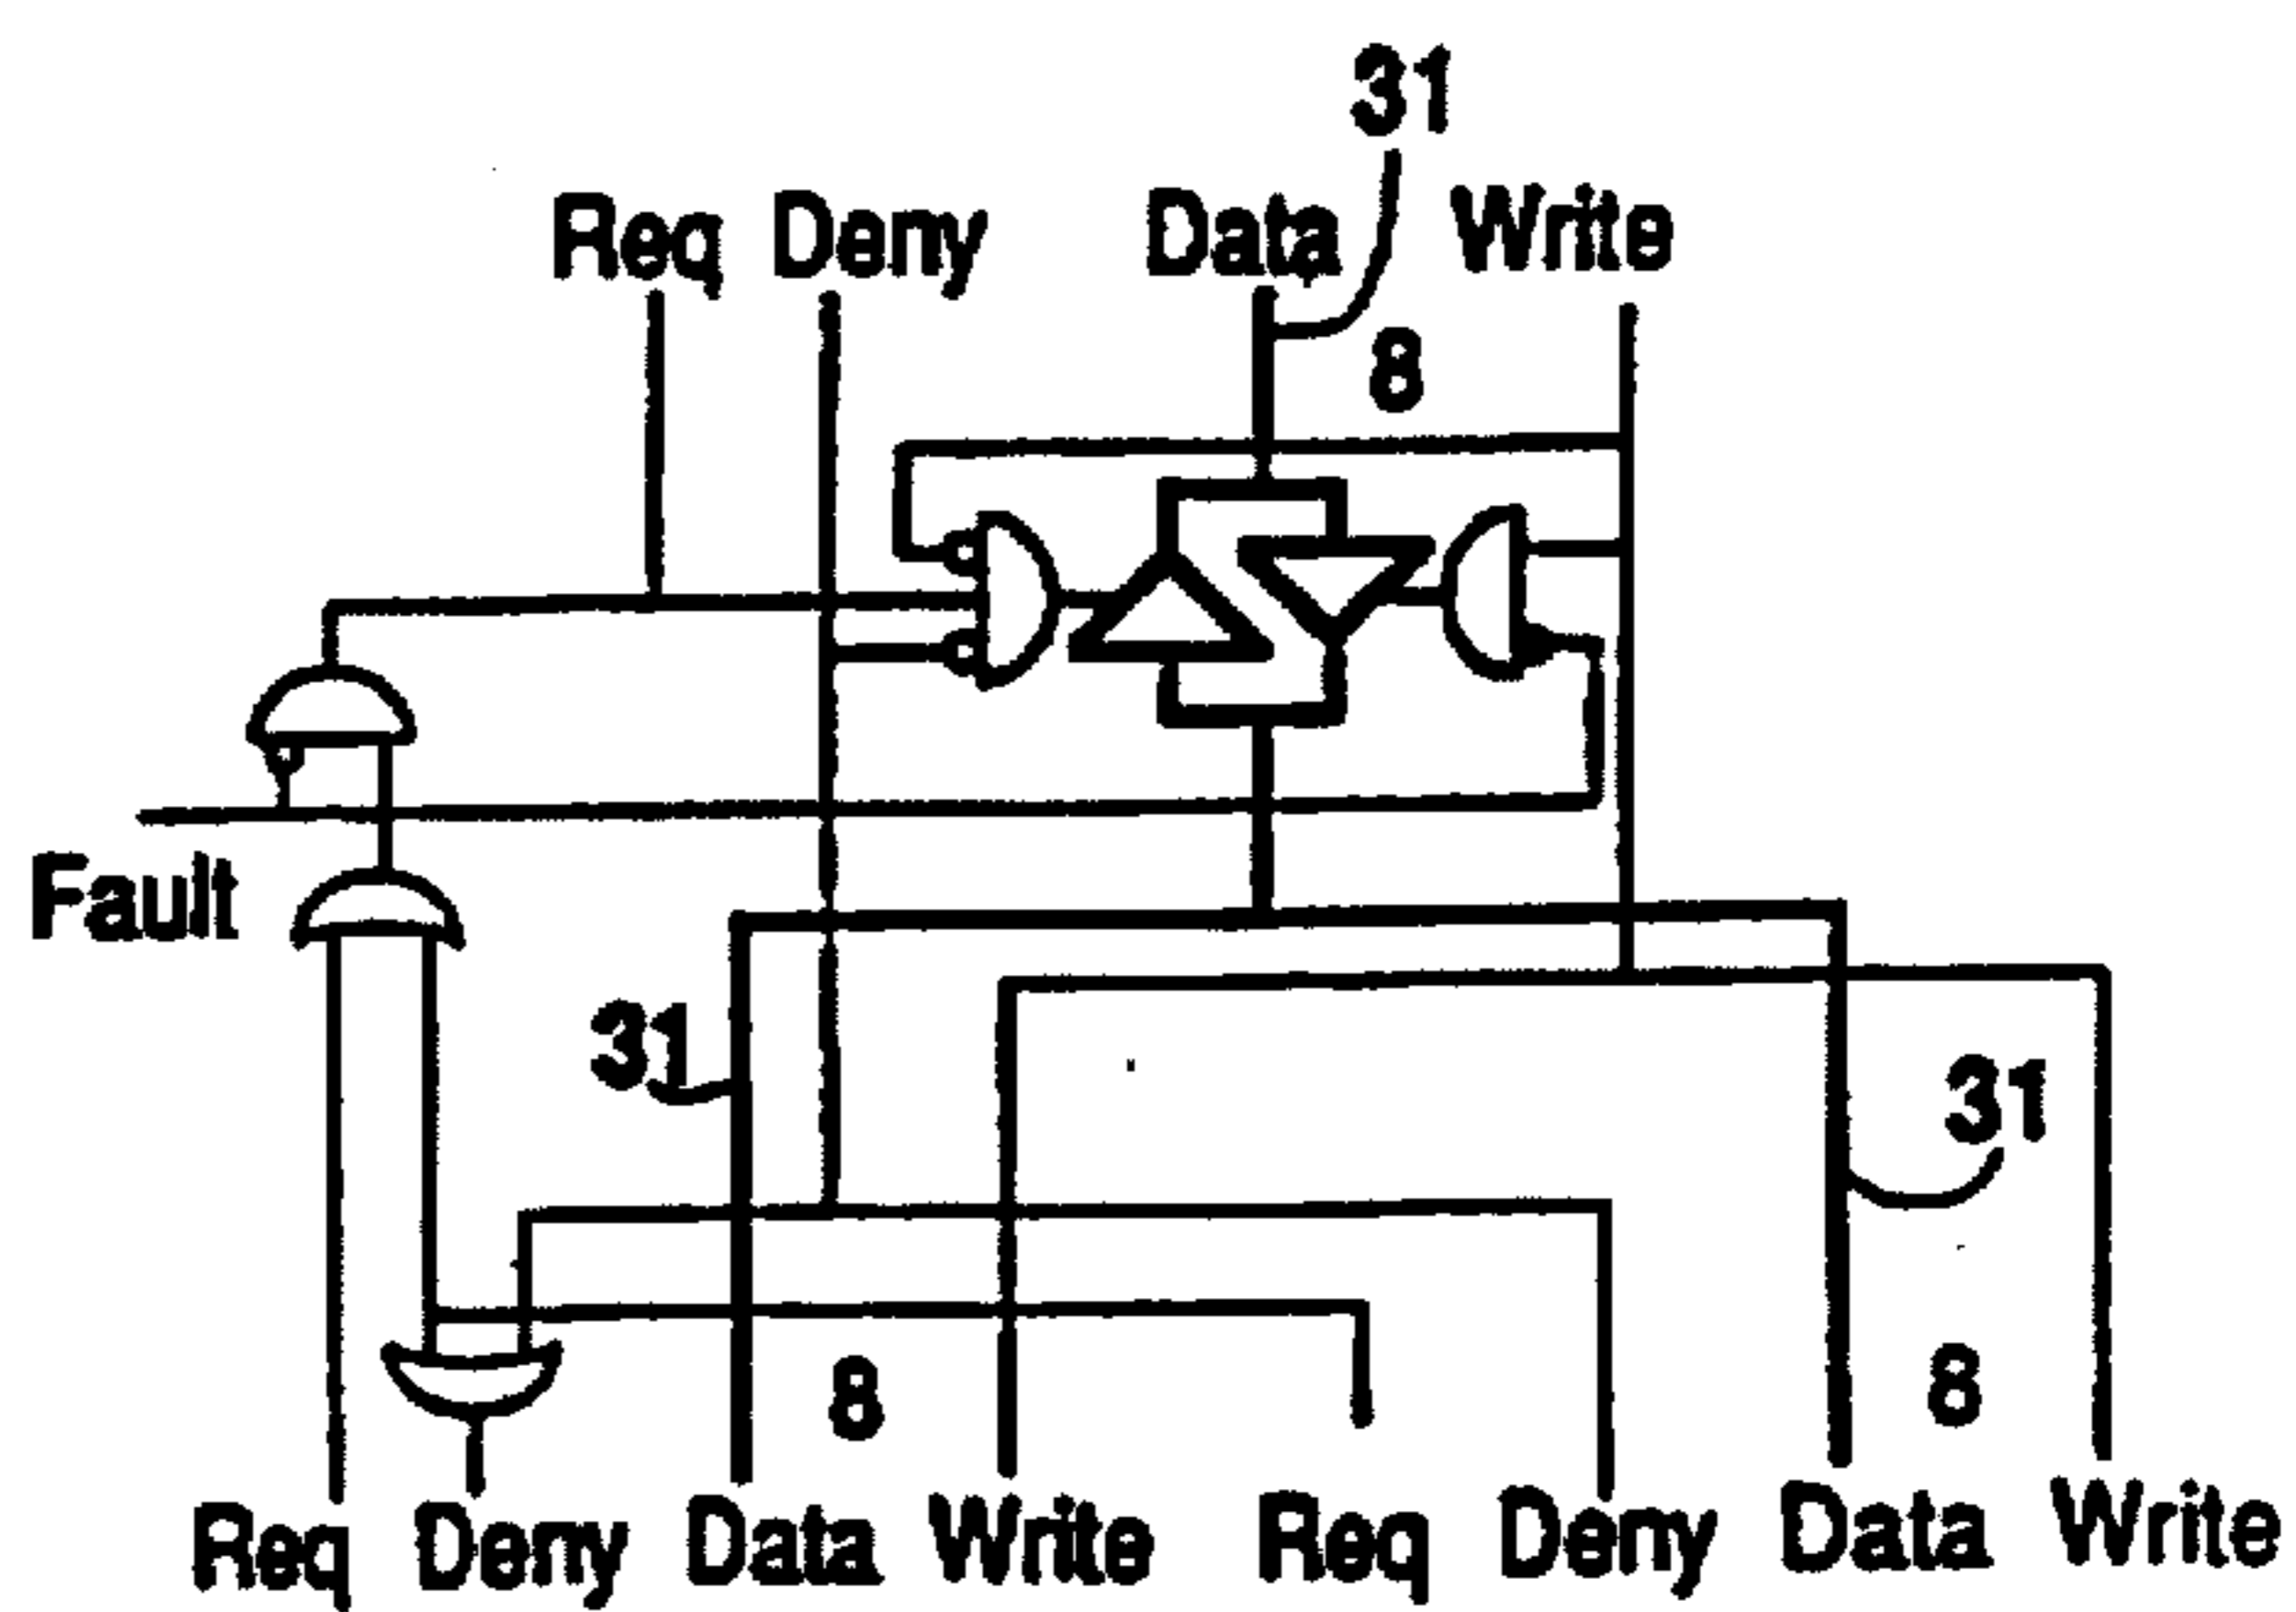 31
Req Deny Data Write
8
Fault
31
31
8
8
Req Deny Data Write Req Deny Data Write